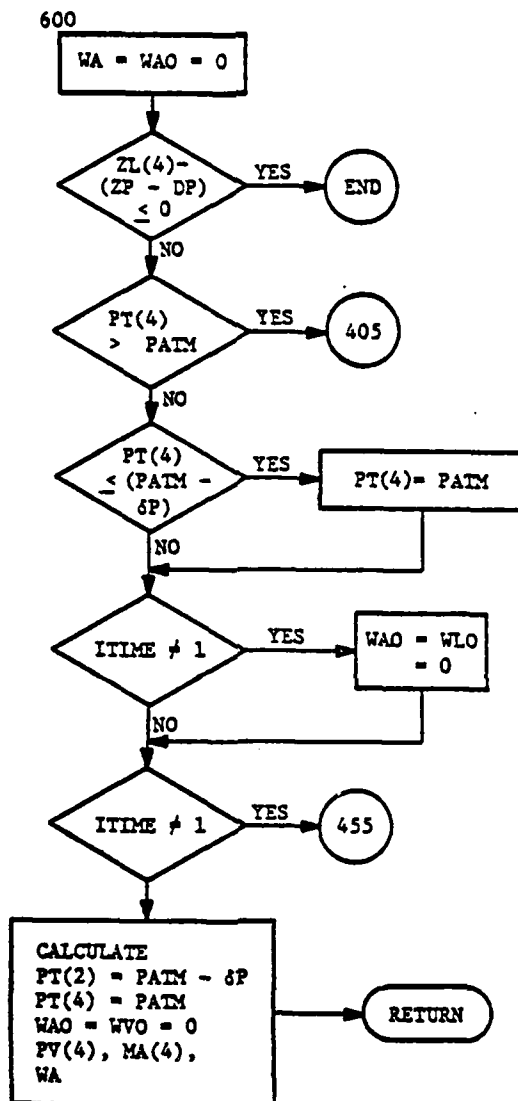 600
WA = WAO = 0
ZL(4)-
(ZP - DP)
≤ 0
YES
END
NO
PT(4)
> PATM
YES
405
NO
PT(4)
≤ (PATM -
δP)
YES
PT(4)= PATM
NO
ITIME ≠ 1
YES
WAO = WLO
= 0
NO
ITIME ≠ 1
YES
455
CALCULATE
PT(2) = PATM - δP
PT(4) = PATM
WAO = WVO = 0
PV(4), MA(4),
WA
RETURN